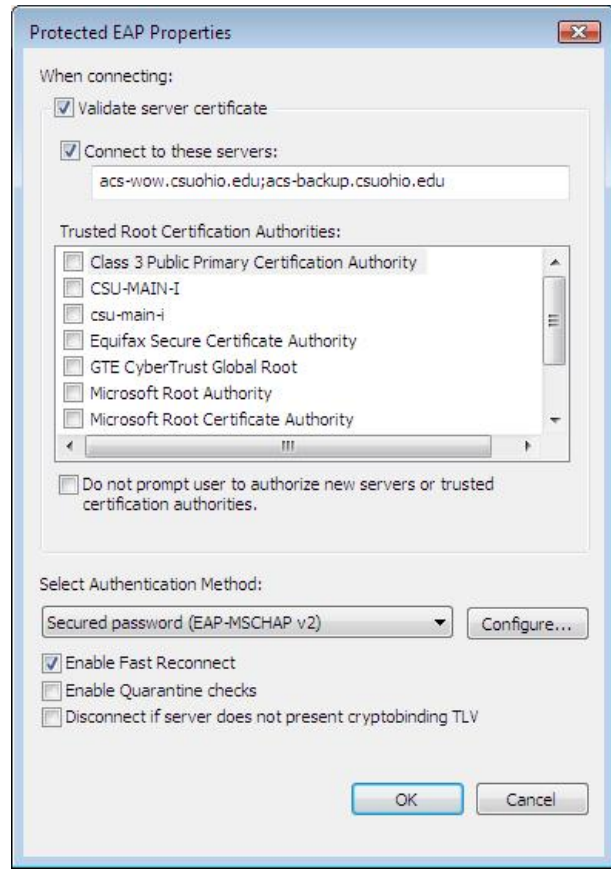 Protected EAP Properties
When connecting:
Validate server certificate
Connect to these servers:
acs-wow.csuohio.edu;acs-backup.csuohio.edu
Trusted Root Certification Authorities:
Class 3 Public Primary Certification Authority
CSU-MAIN-I
csu-main-i
Equifax Secure Certificate Authority
GTE CyberTrust Global Root
Microsoft Root Authority
Microsoft Root Certificate Authority
Do not prompt user to authorize new servers or trusted
certification authorities.
Select Authentication Method:
Secured password (EAP-MSCHAP v2) Configure...
Enable Fast Reconnect
Enable Quarantine checks
Disconnect if server does not present cryptobinding TLV
OK Cancel